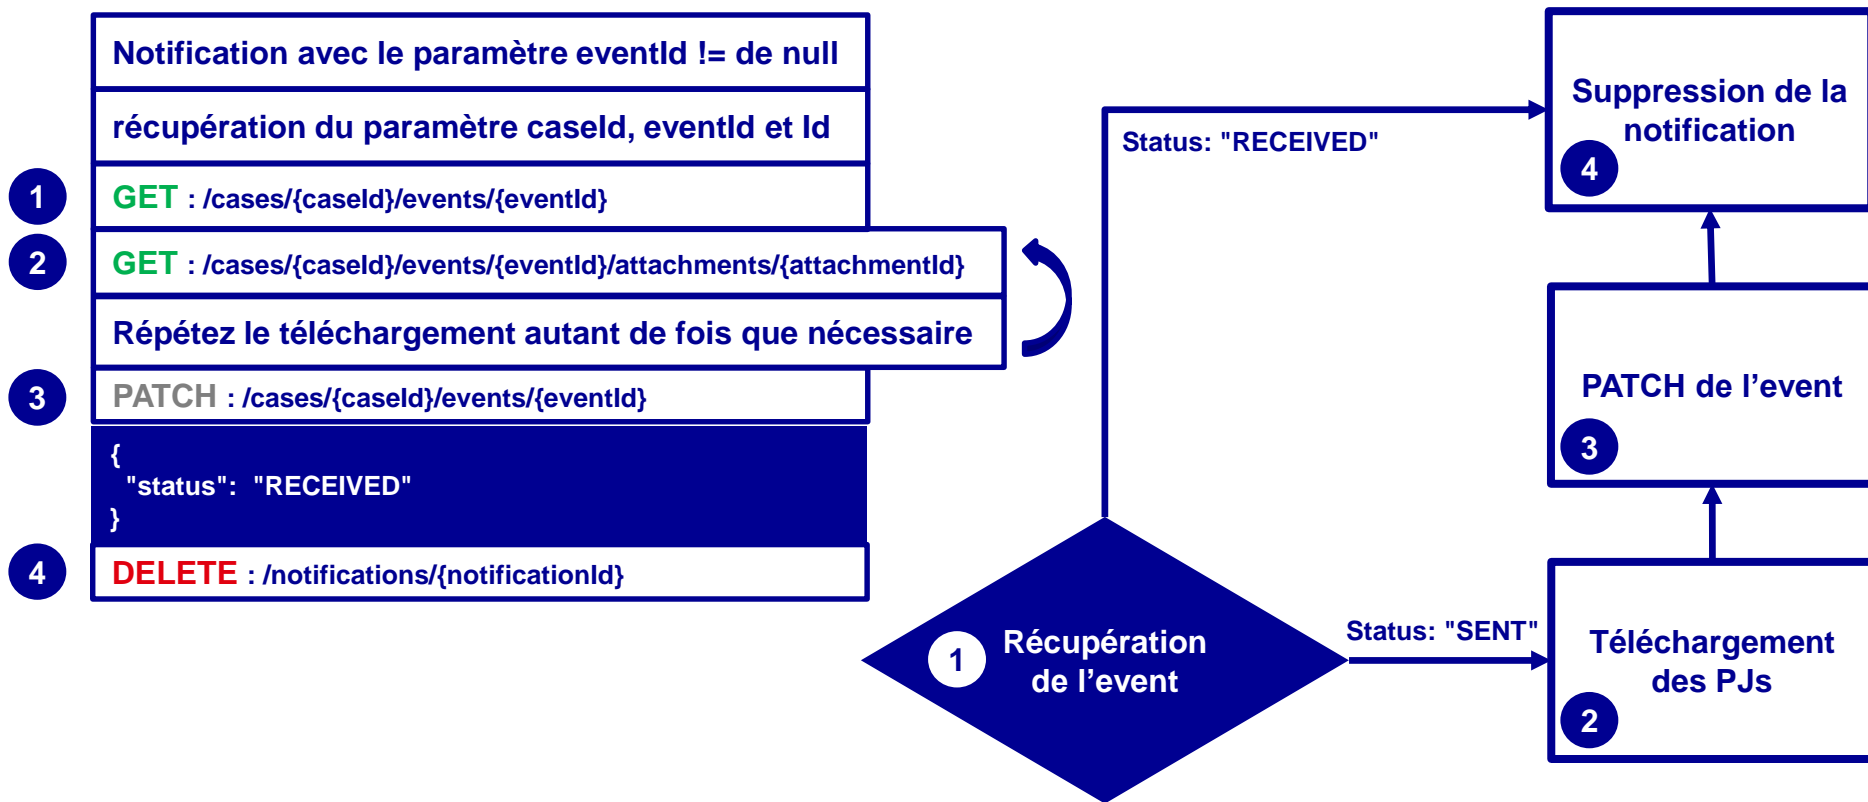 Notification avec le paramètre eventId != de null
récupération du paramètre caseId, eventId et Id
1
GET : /cases/{caseId}/events/{eventId}
2
GET : /cases/{caseId}/events/{eventId}/attachments/{attachmentId}
Répétez le téléchargement autant de fois que nécessaire
3
PATCH : /cases/{caseId}/events/{eventId}
{
"status": "RECEIVED"
}
4
DELETE : /notifications/{notificationId}
Status: "RECEIVED"
Suppression de la
notification
4
PATCH de l’event
3
1
Récupération
de l’event
Status: "SENT"
Téléchargement
des PJs
2